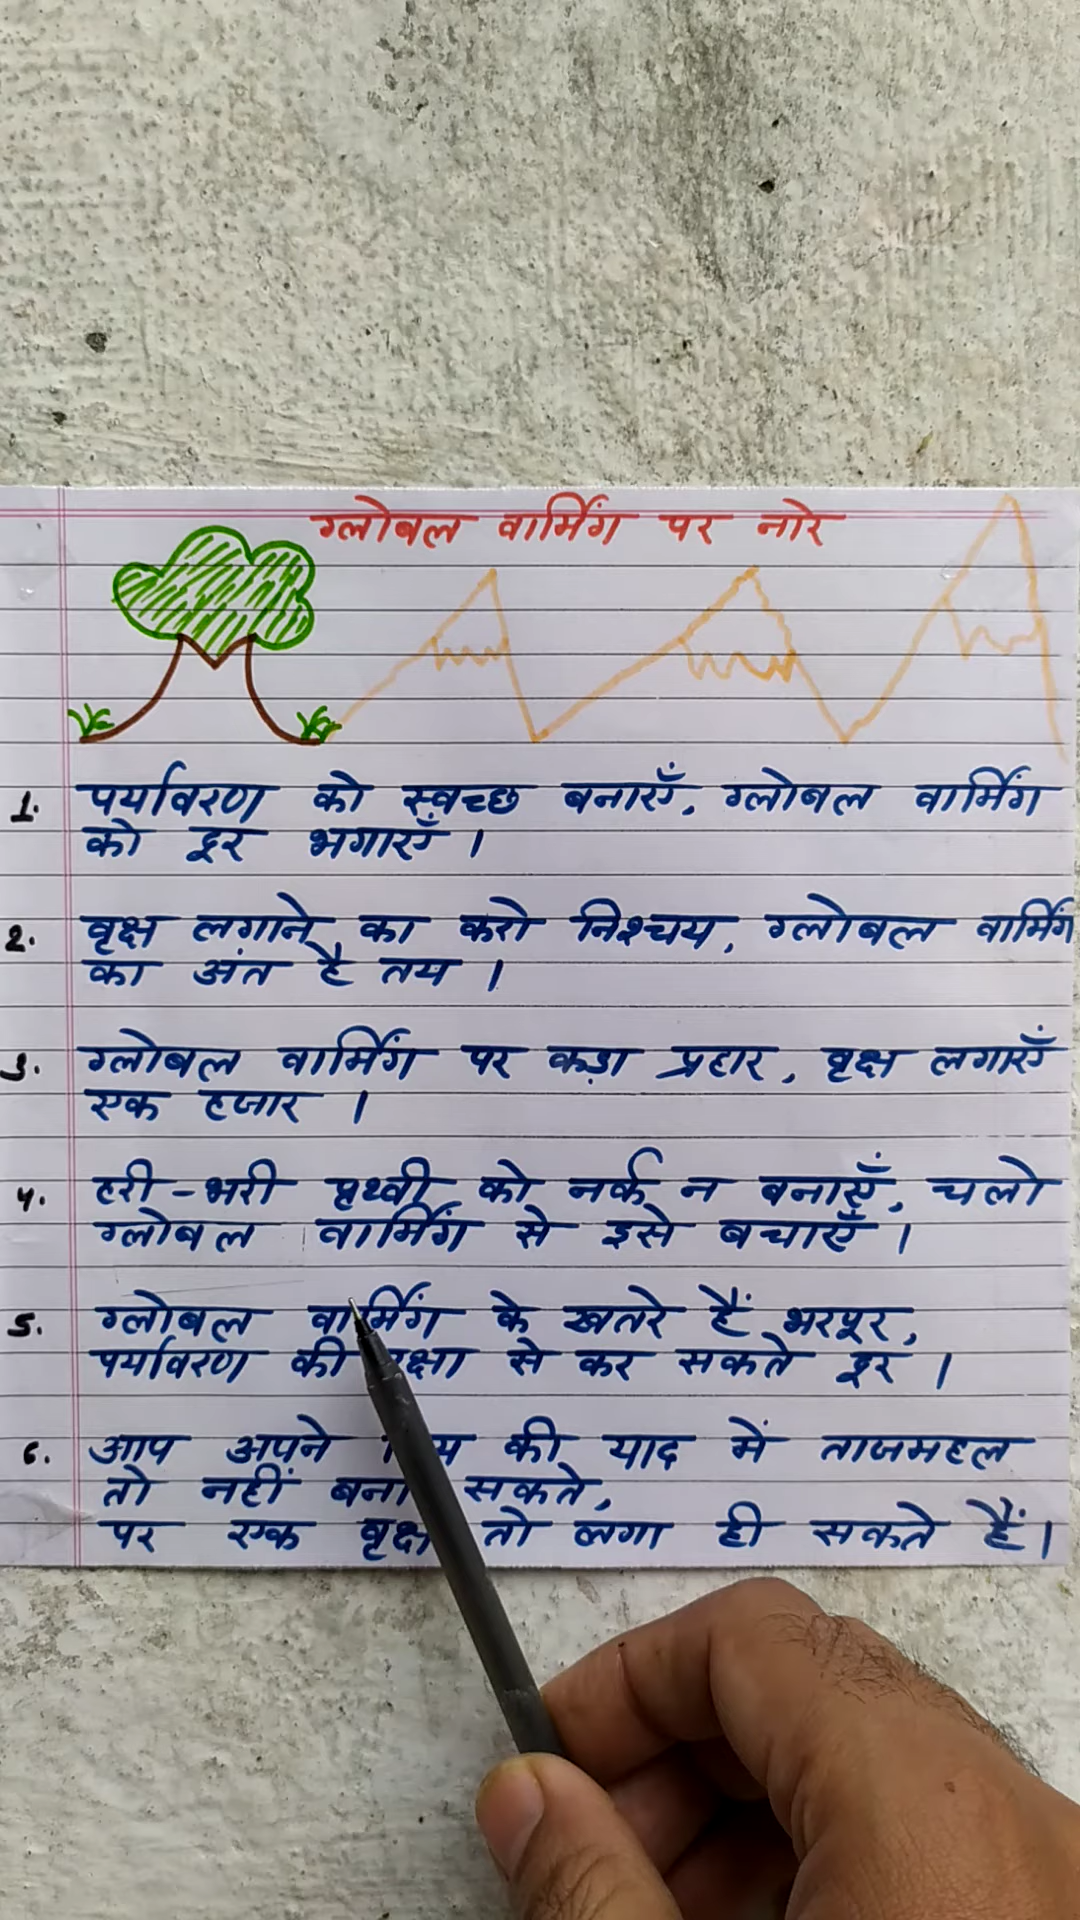 ग्लोबल वार्मिंग पर नारे
1. पर्यावरण को स्वच्छ बनाएँ, ग्लोबल वार्मिंग
को दूर भगाएँ।
2. वृक्ष लगाने का करो निश्चय, ग्लोबल वार्मिंग
का अंत है तय।
3. ग्लोबल वार्मिंग पर कड़ा प्रहार, वृक्ष लगाएँ
एक हजार।
4. हरी-भरी पृथ्वी को नर्क न बनाएँ, चलो
ग्लोबल वार्मिंग से इसे बचाएँ।
5. ग्लोबल वार्मिंग के खतरे हैं भरपूर,
पर्यावरण की रक्षा से कर सकते दूर।
6. आप अपने की याद में ताजमहल
तो नहीं बना सकते,
पर एक वृक्ष तो लगा ही सकते हैं।